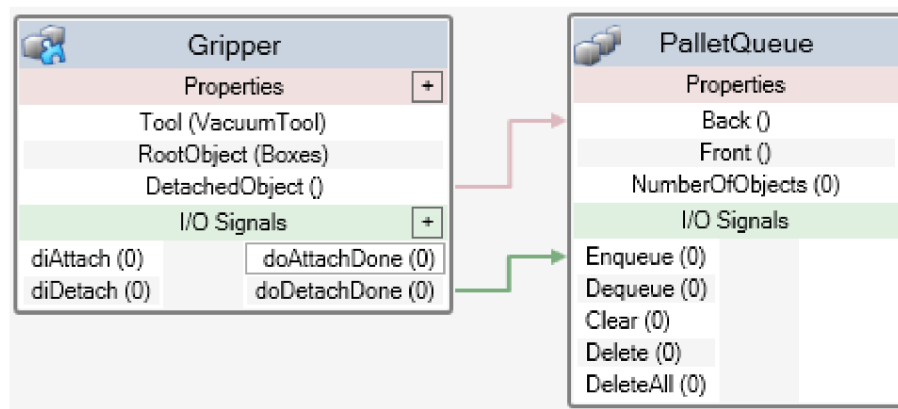 Gripper
Properties +
Tool (VacuumTool)
RootObject (Boxes)
DetachedObject ()
I/O Signals +
diAttach (0) doAttachDone (0)
diDetach (0) doDetachDone (0)
PalletQueue
Properties
Back ()
Front ()
NumberOfObjects (0)
I/O Signals
Enqueue (0)
Dequeue (0)
Clear (0)
Delete (0)
DeleteAll (0)